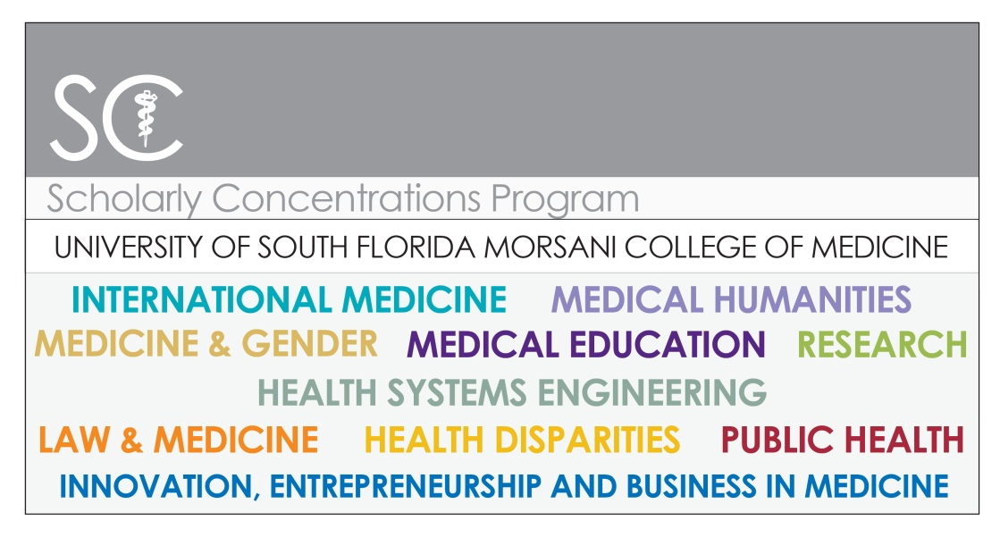 SC
Scholarly Concentrations Program
UNIVERSITY OF SOUTH FLORIDA MORSANI COLLEGE OF MEDICINE
INTERNATIONAL MEDICINE MEDICAL HUMANITIES
MEDICINE & GENDER MEDICAL EDUCATION RESEARCH
HEALTH SYSTEMS ENGINEERING
LAW & MEDICINE HEALTH DISPARITIES PUBLIC HEALTH
INNOVATION, ENTREPRENEURSHIP AND BUSINESS IN MEDICINE